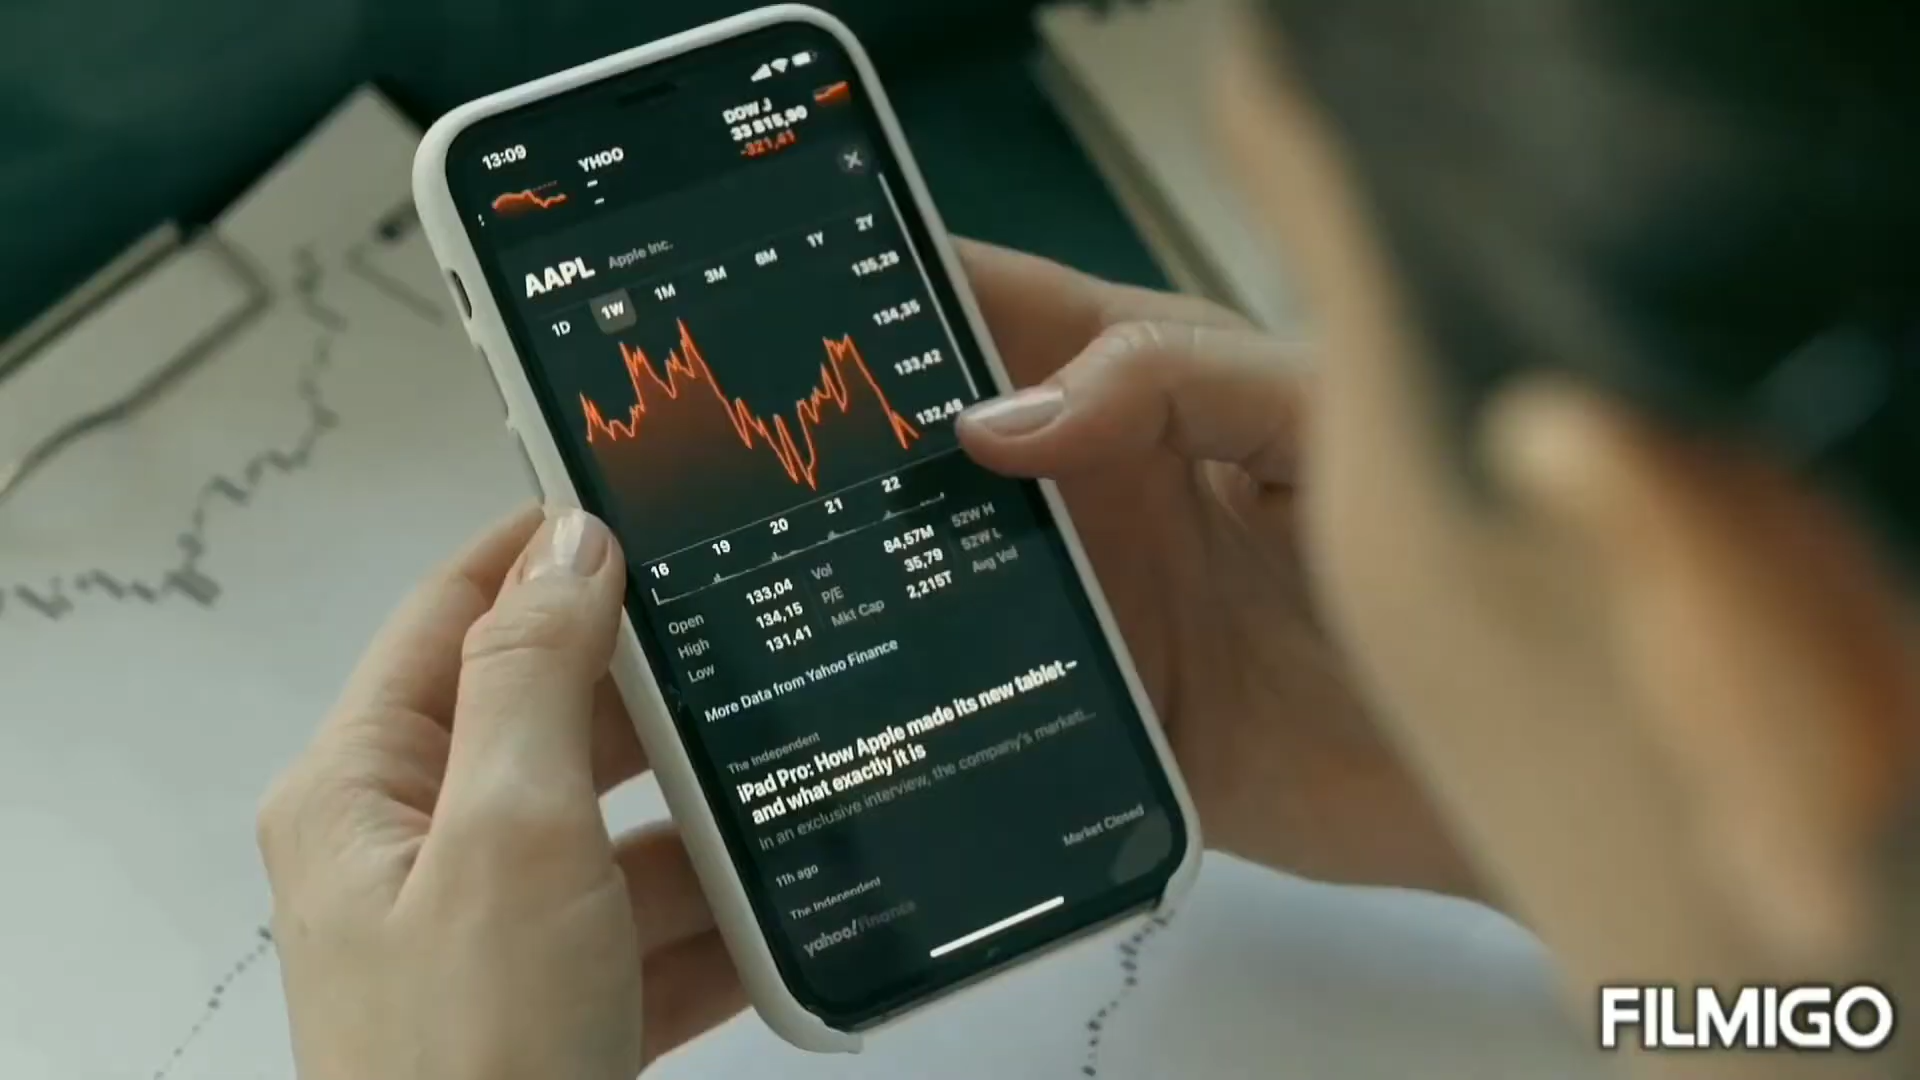 13:09
YHOO
–
–
DOW J
33 815,90
-321,41
AAPL Apple Inc.
1D 1W 1M 3M 6M 1Y 2Y
135,28
134,35
133,42
132,48
16 19 20 21 22
Open 133,04
High 134,15
Low 131,41
Vol 84,57M
P/E 35,79
Mkt Cap 2,215T
52W H
52W L
Avg Vol
More Data from Yahoo Finance
The Independent
iPad Pro: How Apple made its new tablet –
and what exactly it is
In an exclusive interview, the company's marketi...
11h ago
The Independent
yahoo/finance
Market Closed
FILMIGO